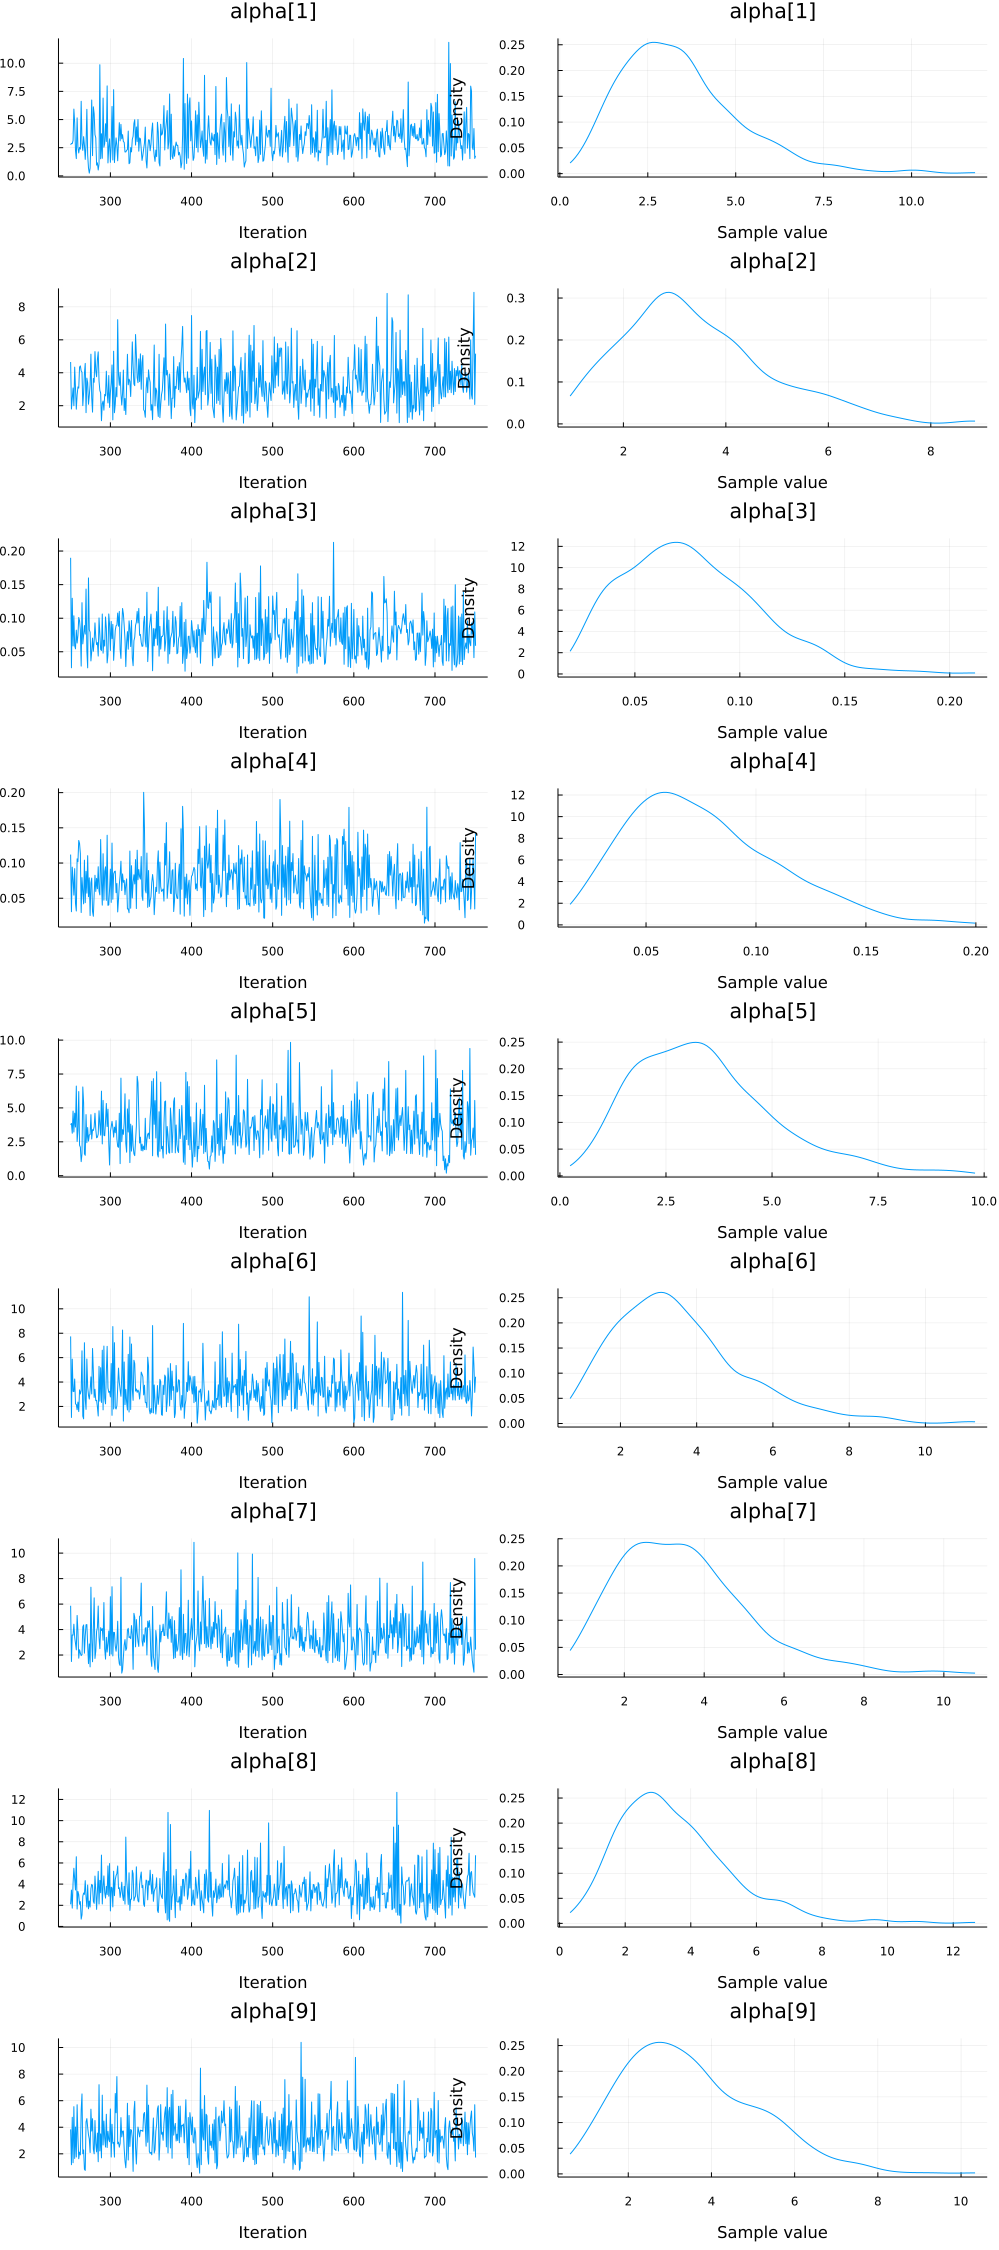 alpha[1] alpha[1]
10.0
7.5
5.0
2.5
0.0
Density
0.25
0.20
0.15
0.10
0.05
0.00
300 400 500 600 700 0.0 2.5 5.0 7.5 10.0
Iteration Sample value
alpha[2] alpha[2]
8
6
4
2
Density
0.3
0.2
0.1
0.0
300 400 500 600 700 2 4 6 8
Iteration Sample value
alpha[3] alpha[3]
0.20
0.15
0.10
0.05
Density
12
10
8
6
4
2
0
300 400 500 600 700 0.05 0.10 0.15 0.20
Iteration Sample value
alpha[4] alpha[4]
0.20
0.15
0.10
0.05
Density
12
10
8
6
4
2
0
300 400 500 600 700 0.05 0.10 0.15 0.20
Iteration Sample value
alpha[5] alpha[5]
10.0
7.5
5.0
2.5
0.0
Density
0.25
0.20
0.15
0.10
0.05
0.00
300 400 500 600 700 0.0 2.5 5.0 7.5 10.0
Iteration Sample value
alpha[6] alpha[6]
10
8
6
4
2
Density
0.25
0.20
0.15
0.10
0.05
0.00
300 400 500 600 700 2 4 6 8 10
Iteration Sample value
alpha[7] alpha[7]
10
8
6
4
2
Density
0.25
0.20
0.15
0.10
0.05
0.00
300 400 500 600 700 2 4 6 8 10
Iteration Sample value
alpha[8] alpha[8]
12
10
8
6
4
2
0
Density
0.25
0.20
0.15
0.10
0.05
0.00
300 400 500 600 700 0 2 4 6 8 10 12
Iteration Sample value
alpha[9] alpha[9]
10
8
6
4
2
Density
0.25
0.20
0.15
0.10
0.05
0.00
300 400 500 600 700 2 4 6 8 10
Iteration Sample value